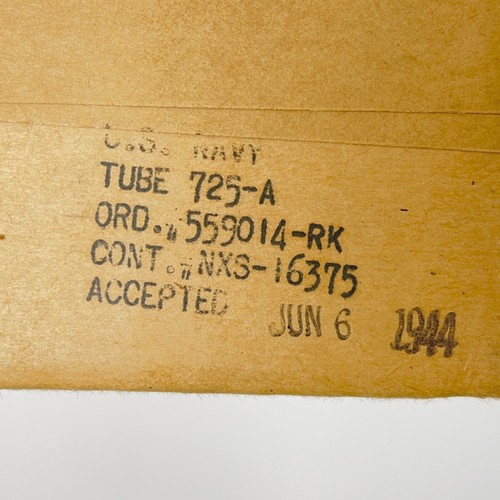 U.S. NAVY
TUBE 725-A
ORD.# 559014-RK
CONT.# NXS-16375
ACCEPTED JUN 6 1944